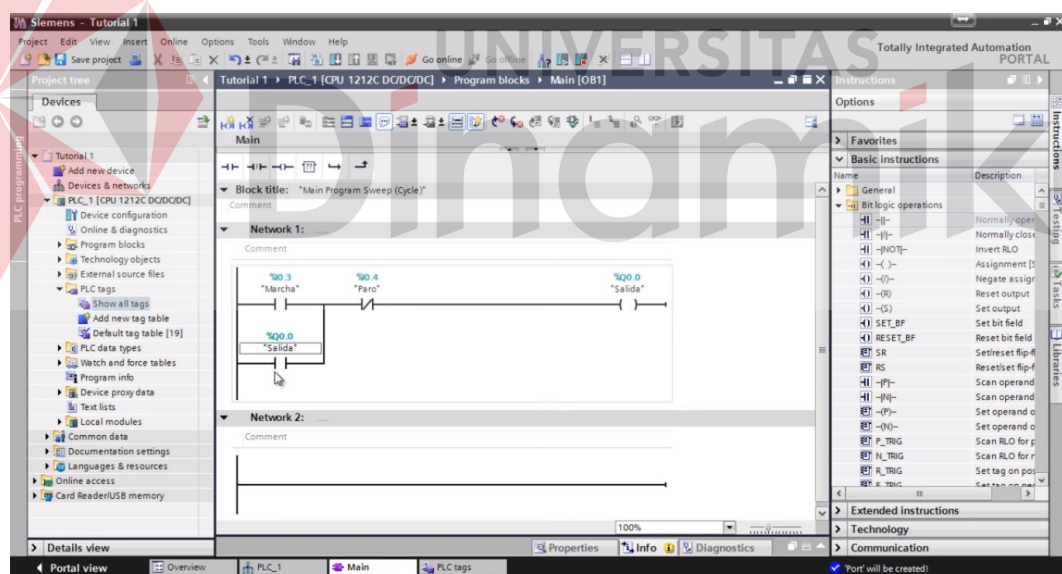 Siemens - Tutorial 1
Project Edit View Insert Online Options Tools Window Help
Totally Integrated Automation
PORTAL
Save project
Go online
Go offline
UNIVERSITAS
Dinamika
Project tree
Tutorial 1 PLC_1 [CPU 1212C DC/DC/DC] Program blocks Main [OB1]
Instructions
Devices
Options
PLC programming
Main
Tutorial 1
Add new device
Devices & networks
PLC_1 [CPU 1212C DC/DC/DC]
Device configuration
Online & diagnostics
Program blocks
Technology objects
External source files
PLC tags
Show all tags
Add new tag table
Default tag table [19]
PLC data types
Watch and force tables
Program info
Device proxy data
Text lists
Local modules
Common data
Documentation settings
Languages & resources
Online access
Card Reader/USB memory
Details view
Block title: "Main Program Sweep (Cycle)"
Comment
Network 1:
Comment
%I0.3
"Marcha"
%I0.4
"Paro"
%Q0.0
"Salida"
%Q0.0
"Salida"
Network 2:
Comment
100%
Properties
Info
Diagnostics
Favorites
Basic instructions
Name Description
General
Bit logic operations
-||- Normally oper
-|/|- Normally close
-|NOT|- Invert RLO
-( )- Assignment [S
-(/)- Negate assigr
-(R) Reset output
-(S) Set output
SET_BF Set bit field
RESET_BF Reset bit field
SR Set/reset flip-f
RS Reset/set flip-f
-|P|- Scan operand
-|N|- Scan operand
-(P)- Set operand o
-(N)- Set operand o
P_TRIG Scan RLO for p
N_TRIG Scan RLO for r
R_TRIG Set tag on pos
Extended instructions
Technology
Communication
Instructions
Testing
Tasks
Libraries
Portal view
Overview
PLC_1
Main
PLC tags
'Port' will be created!